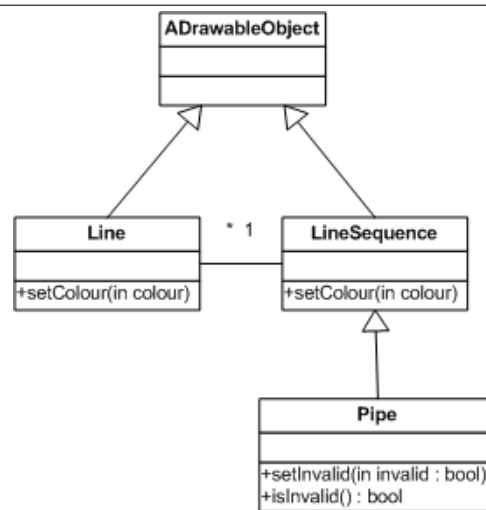 ADrawableObject
Line
* 1
LineSequence
+setColour(in colour)
+setColour(in colour)
Pipe
+setInvalid(in invalid : bool)
+isInvalid() : bool